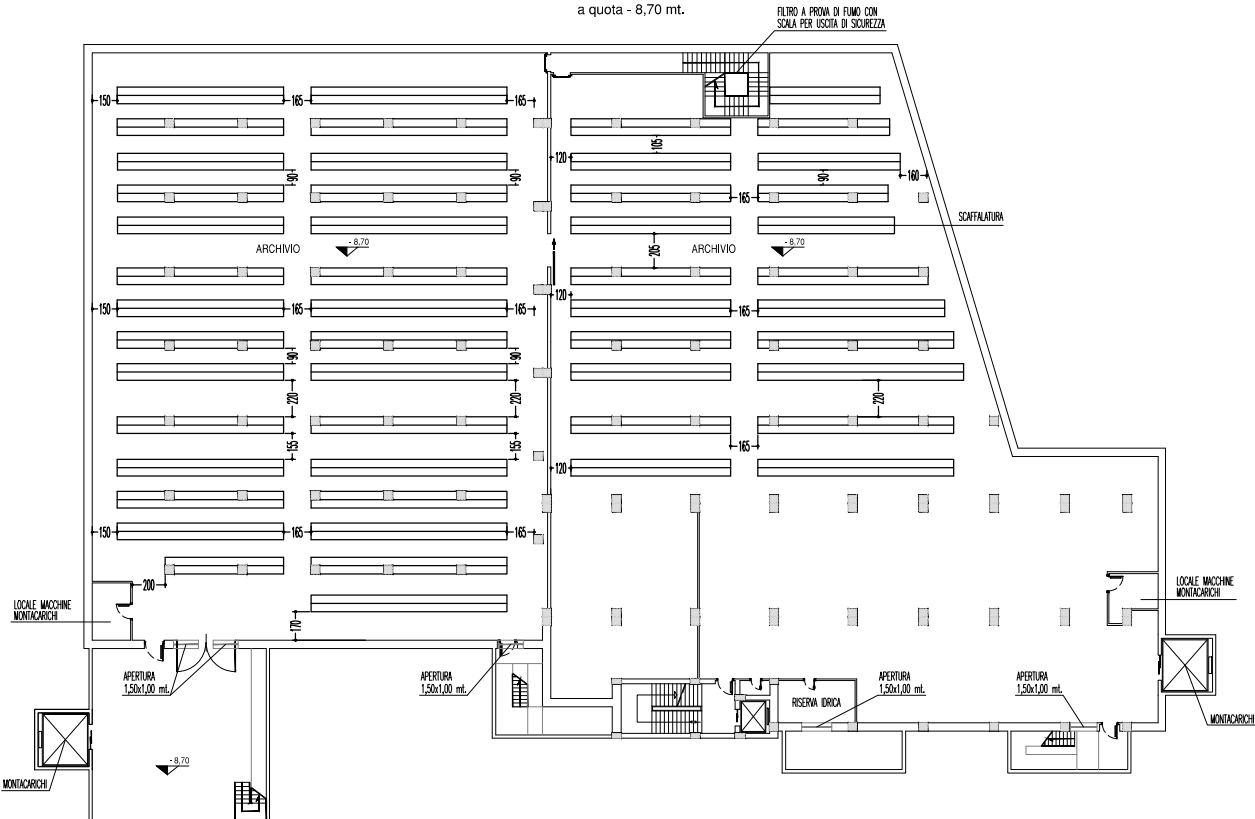 a quota - 8,70 mt.
FILTRO A PROVA DI FUMO CON
SCALA PER USCITA DI SICUREZZA
150
165
165
105
120
90
90
90
160
165
SCAFFALATURA
ARCHIVIO
- 8,70
205
ARCHIVIO
- 8,70
120
150
165
165
165
90
90
220
220
220
155
155
165
120
150
165
165
200
170
LOCALE MACCHINE
MONTACARICHI
LOCALE MACCHINE
MONTACARICHI
APERTURA
1,50x1,00 mt.
APERTURA
1,50x1,00 mt.
APERTURA
1,50x1,00 mt.
APERTURA
1,50x1,00 mt.
RISERVA IDRICA
MONTACARICHI
- 8,70
MONTACARICHI